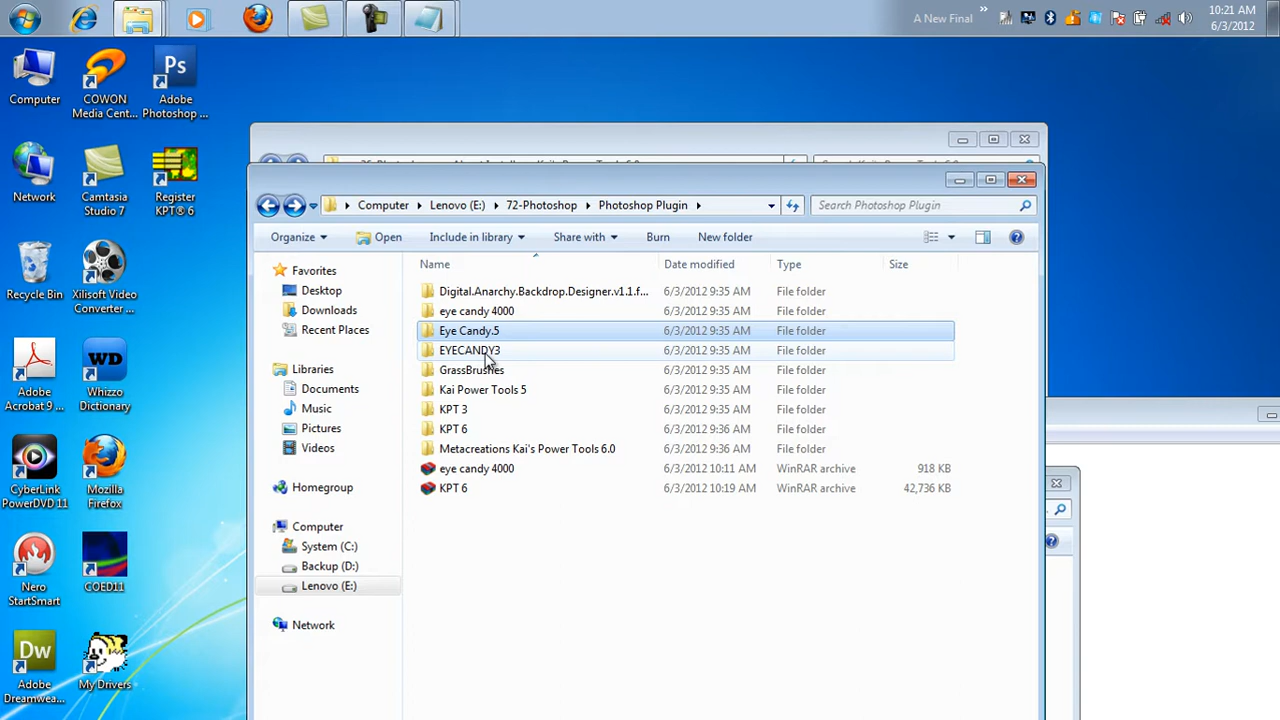 A New Final
»
10:21 AM
6/3/2012
Computer
COWON
Media Cent...
Ps
Adobe
Photoshop ...
Network
Camtasia
Studio 7
Register
KPT® 6
Recycle Bin
Xilisoft Video
Converter ...
Adobe
Acrobat 9 ...
WD
Whizzo
Dictionary
CyberLink
PowerDVD 11
Mozilla
Firefox
Nero
StartSmart
COED11
Dw
Adobe
Dreamwea...
My Drivers
Computer
Lenovo (E:)
72-Photoshop
Photoshop Plugin
Search Photoshop Plugin
Organize
Open
Include in library
Share with
Burn
New folder
Name
Date modified
Type
Size
Favorites
Desktop
Downloads
Recent Places
Libraries
Documents
Music
Pictures
Videos
Homegroup
Computer
System (C:)
Backup (D:)
Lenovo (E:)
Network
Digital.Anarchy.Backdrop.Designer.v1.1.f... 6/3/2012 9:35 AM File folder
eye candy 4000 6/3/2012 9:35 AM File folder
Eye Candy.5 6/3/2012 9:35 AM File folder
EYECANDY3 6/3/2012 9:35 AM File folder
GrassBrushes 6/3/2012 9:35 AM File folder
Kai Power Tools 5 6/3/2012 9:35 AM File folder
KPT 3 6/3/2012 9:35 AM File folder
KPT 6 6/3/2012 9:36 AM File folder
Metacreations Kai's Power Tools 6.0 6/3/2012 9:36 AM File folder
eye candy 4000 6/3/2012 10:11 AM WinRAR archive 918 KB
KPT 6 6/3/2012 10:19 AM WinRAR archive 42,736 KB